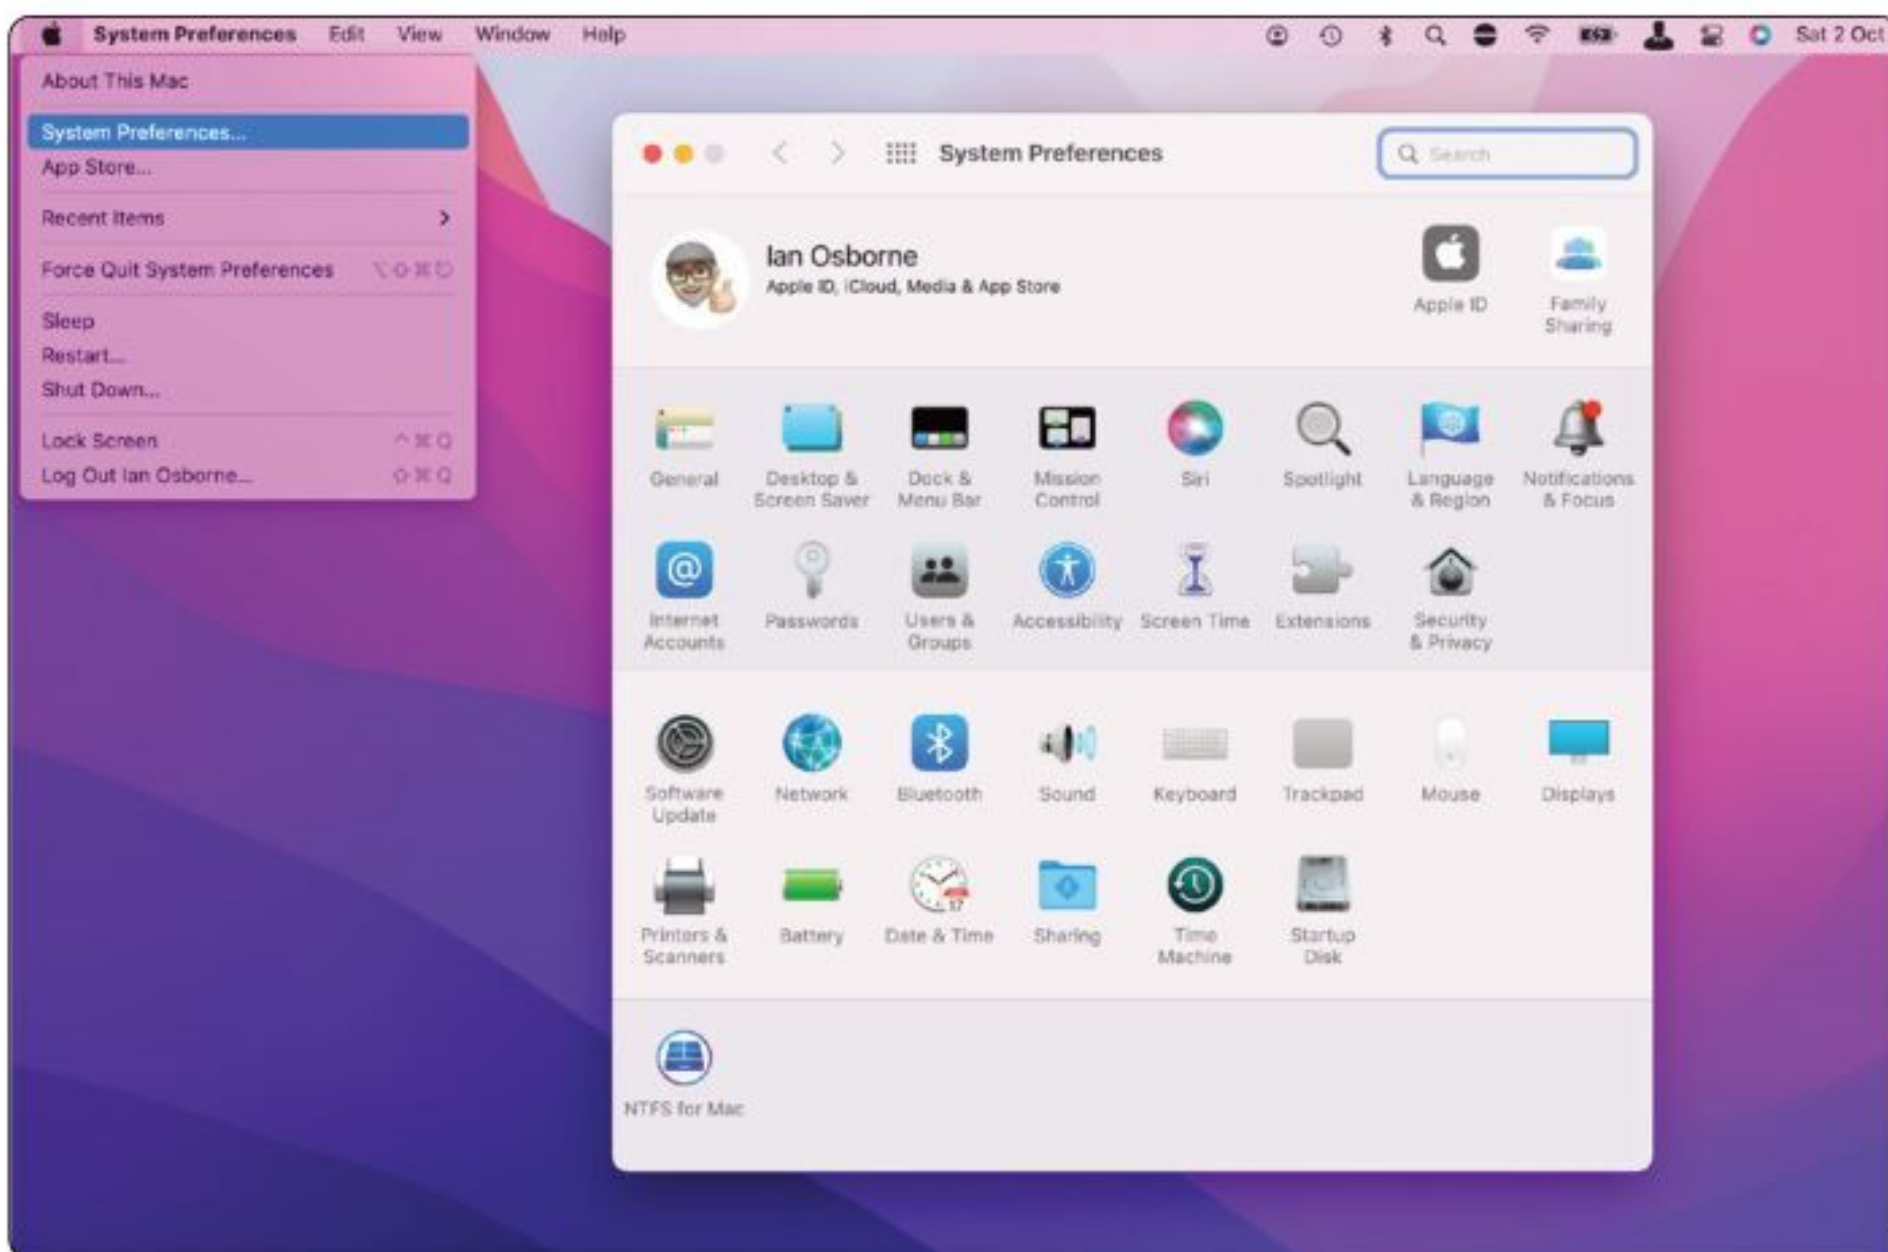 System Preferences Edit View Window Help Sat 2 Oct
About This Mac
System Preferences...
App Store...
Recent Items
Force Quit System Preferences
Sleep
Restart...
Shut Down...
Lock Screen ^⌘Q
Log Out Ian Osborne... ⇧⌘Q
System Preferences
Search
Ian Osborne
Apple ID, iCloud, Media & App Store
Apple ID
Family
Sharing
General
Desktop &
Screen Saver
Dock &
Menu Bar
Mission
Control
Siri
Spotlight
Language
& Region
Notifications
& Focus
Internet
Accounts
Passwords
Users &
Groups
Accessibility
Screen Time
Extensions
Security
& Privacy
Software
Update
Network
Bluetooth
Sound
Keyboard
Trackpad
Mouse
Displays
Printers &
Scanners
Battery
17
Date & Time
Sharing
Time
Machine
Startup
Disk
NTFS for Mac